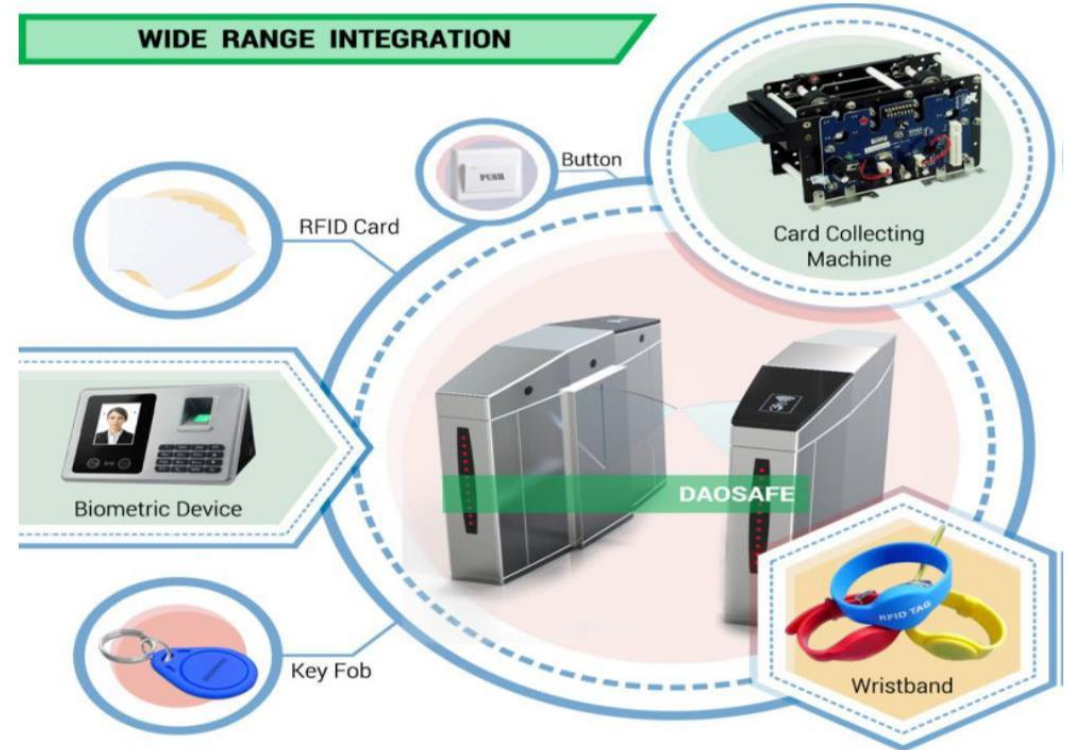 WIDE RANGE INTEGRATION
Button
PUSH
RFID Card
Card Collecting
Machine
Biometric Device
DAOSAFE
RFID TAG
Key Fob
Wristband